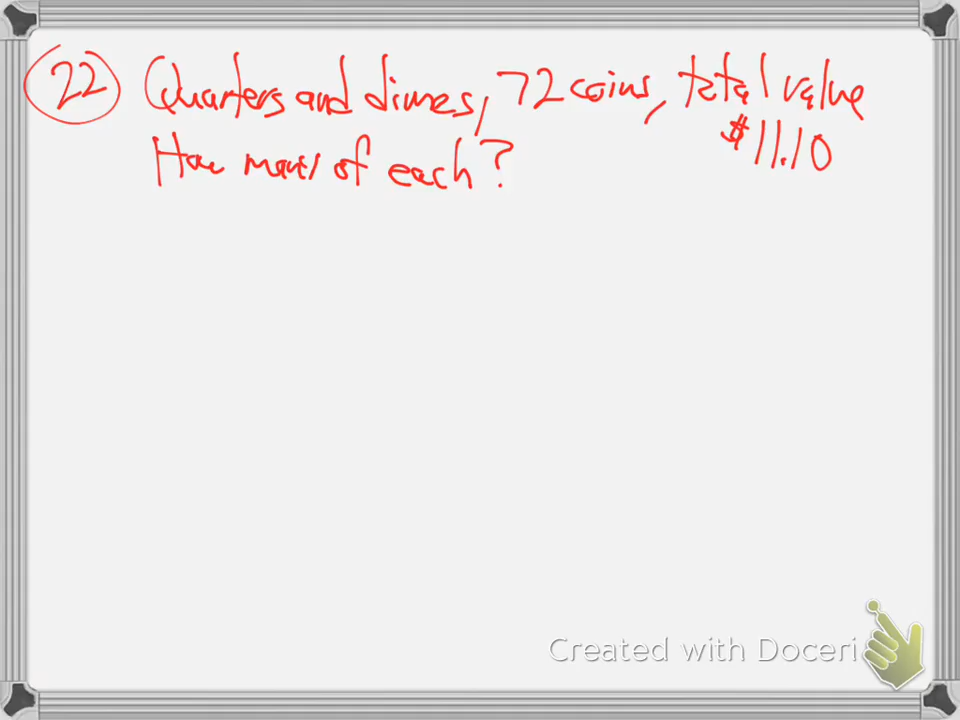 22 Quarters and dimes, 72 coins, total value
$11.10
How many of each?
Created with Doceri